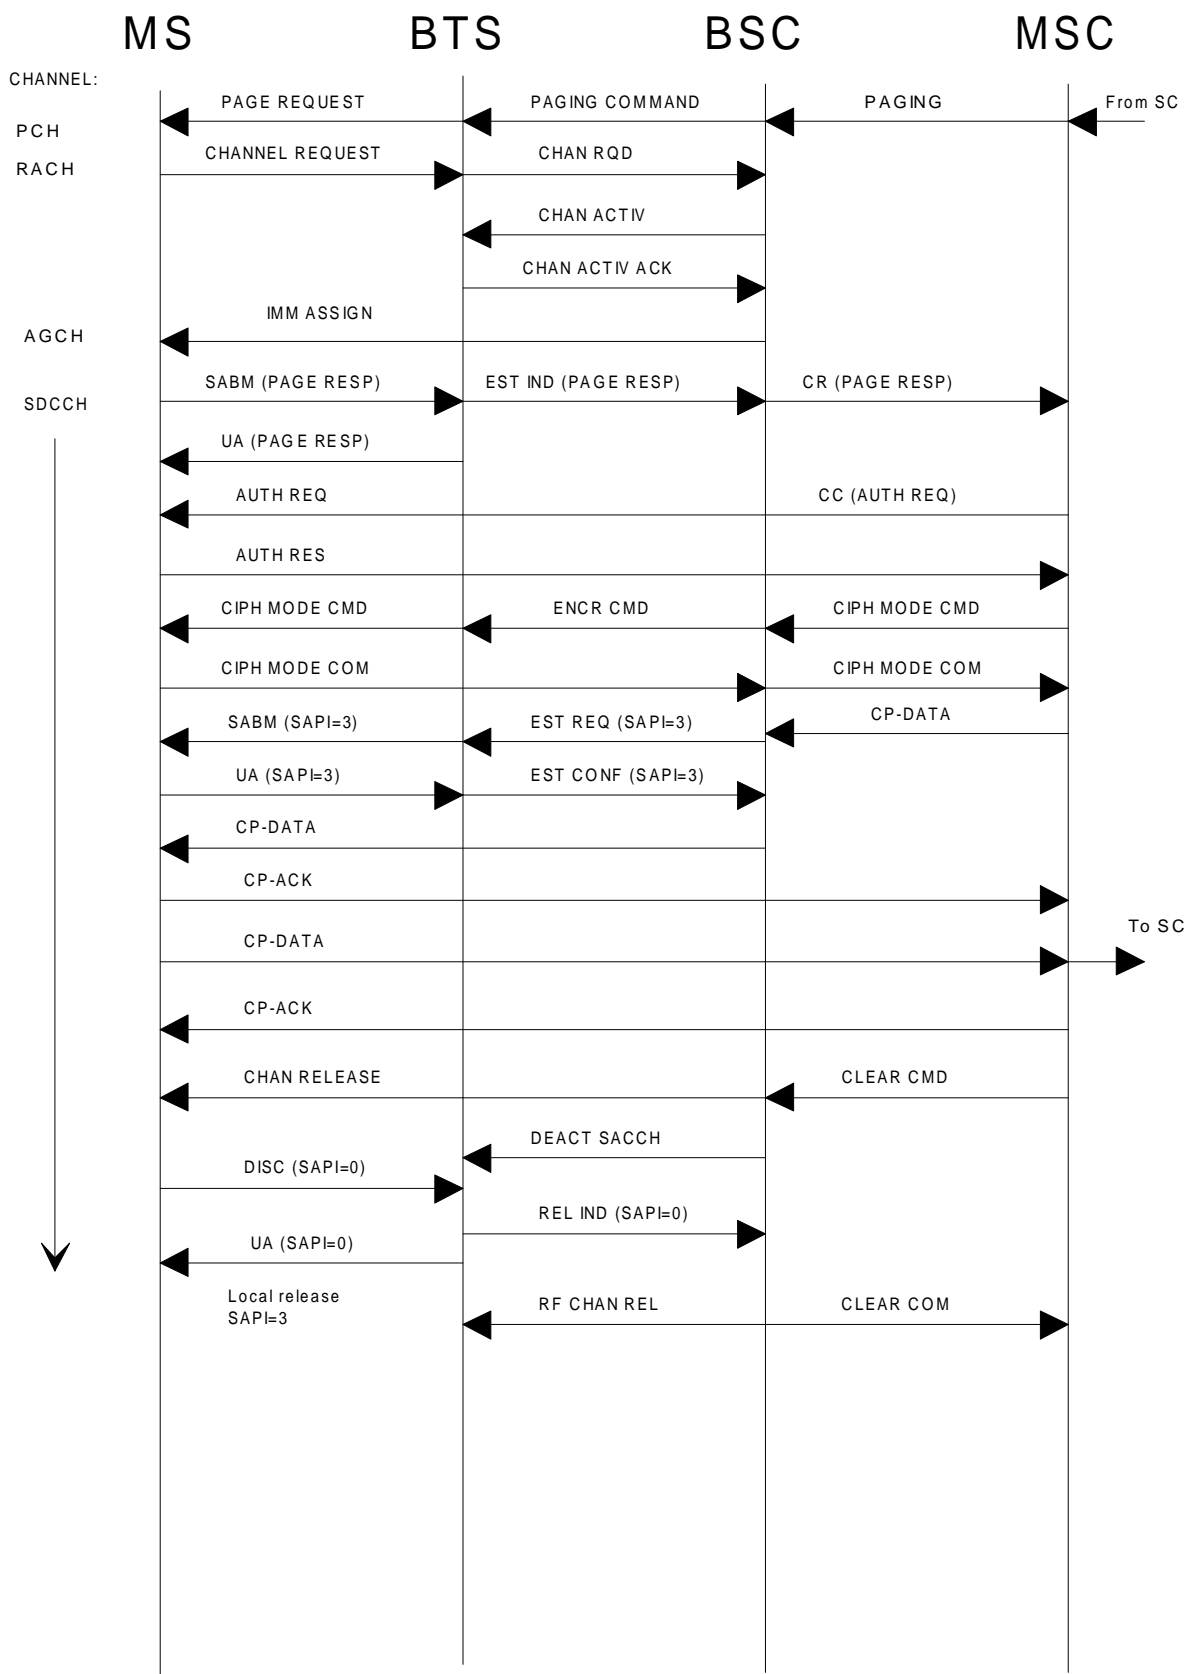 MS BTS BSC MSC
CHANNEL:
PAGE REQUEST PAGING COMMAND PAGING From SC
PCH
CHANNEL REQUEST CHAN RQD
RACH
CHAN ACTIV
CHAN ACTIV ACK
IMM ASSIGN
AGCH
SABM (PAGE RESP) EST IND (PAGE RESP) CR (PAGE RESP)
SDCCH
UA (PAGE RESP)
AUTH REQ CC (AUTH REQ)
AUTH RES
CIPH MODE CMD ENCR CMD CIPH MODE CMD
CIPH MODE COM CIPH MODE COM
CP-DATA
SABM (SAPI=3) EST REQ (SAPI=3)
UA (SAPI=3) EST CONF (SAPI=3)
CP-DATA
CP-ACK
To SC
CP-DATA
CP-ACK
CHAN RELEASE CLEAR CMD
DEACT SACCH
DISC (SAPI=0)
REL IND (SAPI=0)
UA (SAPI=0)
Local release
SAPI=3
RF CHAN REL CLEAR COM